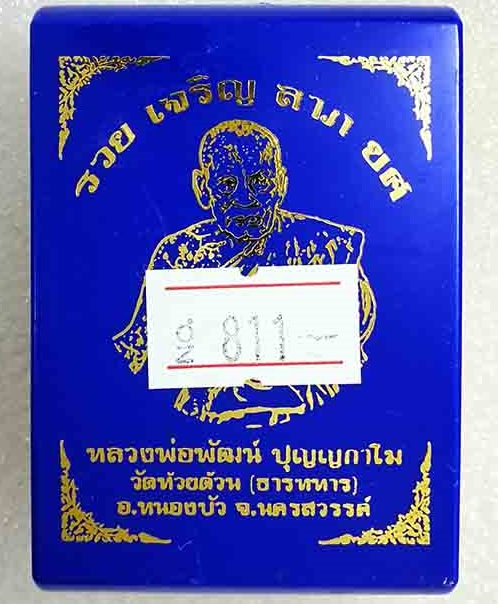 รวย เจริญ ลาภ ยศ
NO. 811
หลวงพ่อพัฒน์ ปุญญกาโม
วัดห้วยด้วน (ธารทหาร)
อ.หนองบัว จ.นครสวรรค์